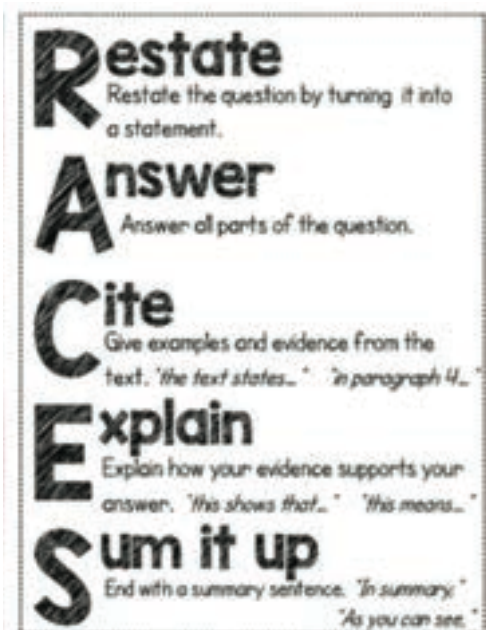 Restate
Restate the question by turning it into
a statement.
Answer
Answer all parts of the question.
Cite
Give examples and evidence from the
text. "the text states..." "in paragraph 4..."
Explain
Explain how your evidence supports your
answer. "this shows that..." "this means..."
Sum it up
End with a summary sentence. "In summary,"
"As you can see,"